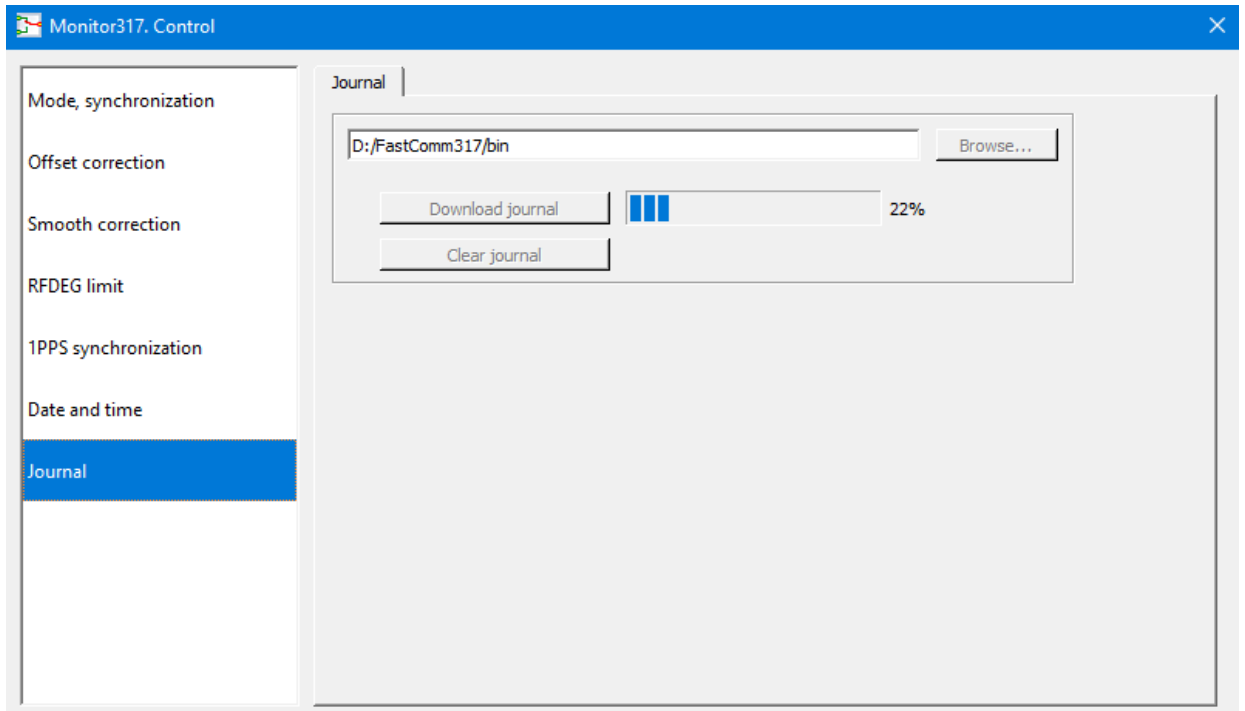 Monitor317. Control
Mode, synchronization
Offset correction
Smooth correction
RFDEG limit
1PPS synchronization
Date and time
Journal
Journal
D:/FastComm317/bin
Browse...
Download journal
22%
Clear journal